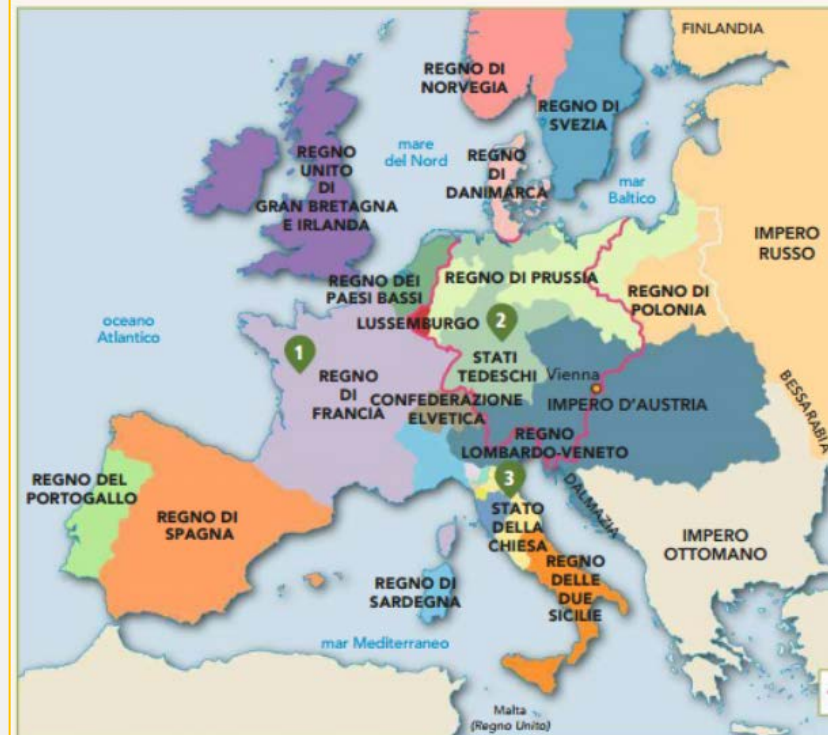 FINLANDIA
REGNO DI
NORVEGIA
REGNO DI
SVEZIA
mare
del Nord
REGNO
DI
DANIMARCA
REGNO
UNITO
DI
GRAN BRETAGNA
E IRLANDA
mar
Baltico
IMPERO
RUSSO
REGNO DEI
PAESI BASSI
REGNO DI PRUSSIA
REGNO DI
POLONIA
oceano
Atlantico
LUSSEMBURGO
1
2
STATI
TEDESCHI
Vienna
REGNO
DI
FRANCIA
CONFEDERAZIONE
ELVETICA
IMPERO D'AUSTRIA
BESSARABIA
REGNO
LOMBARDO-VENETO
3
REGNO DEL
PORTOGALLO
REGNO DI
SPAGNA
STATO
DELLA
CHIESA
DALMAZIA
IMPERO
OTTOMANO
REGNO DI
SARDEGNA
REGNO
DELLE
DUE
SICILIE
mar Mediterraneo
Malta
(Regno Unito)